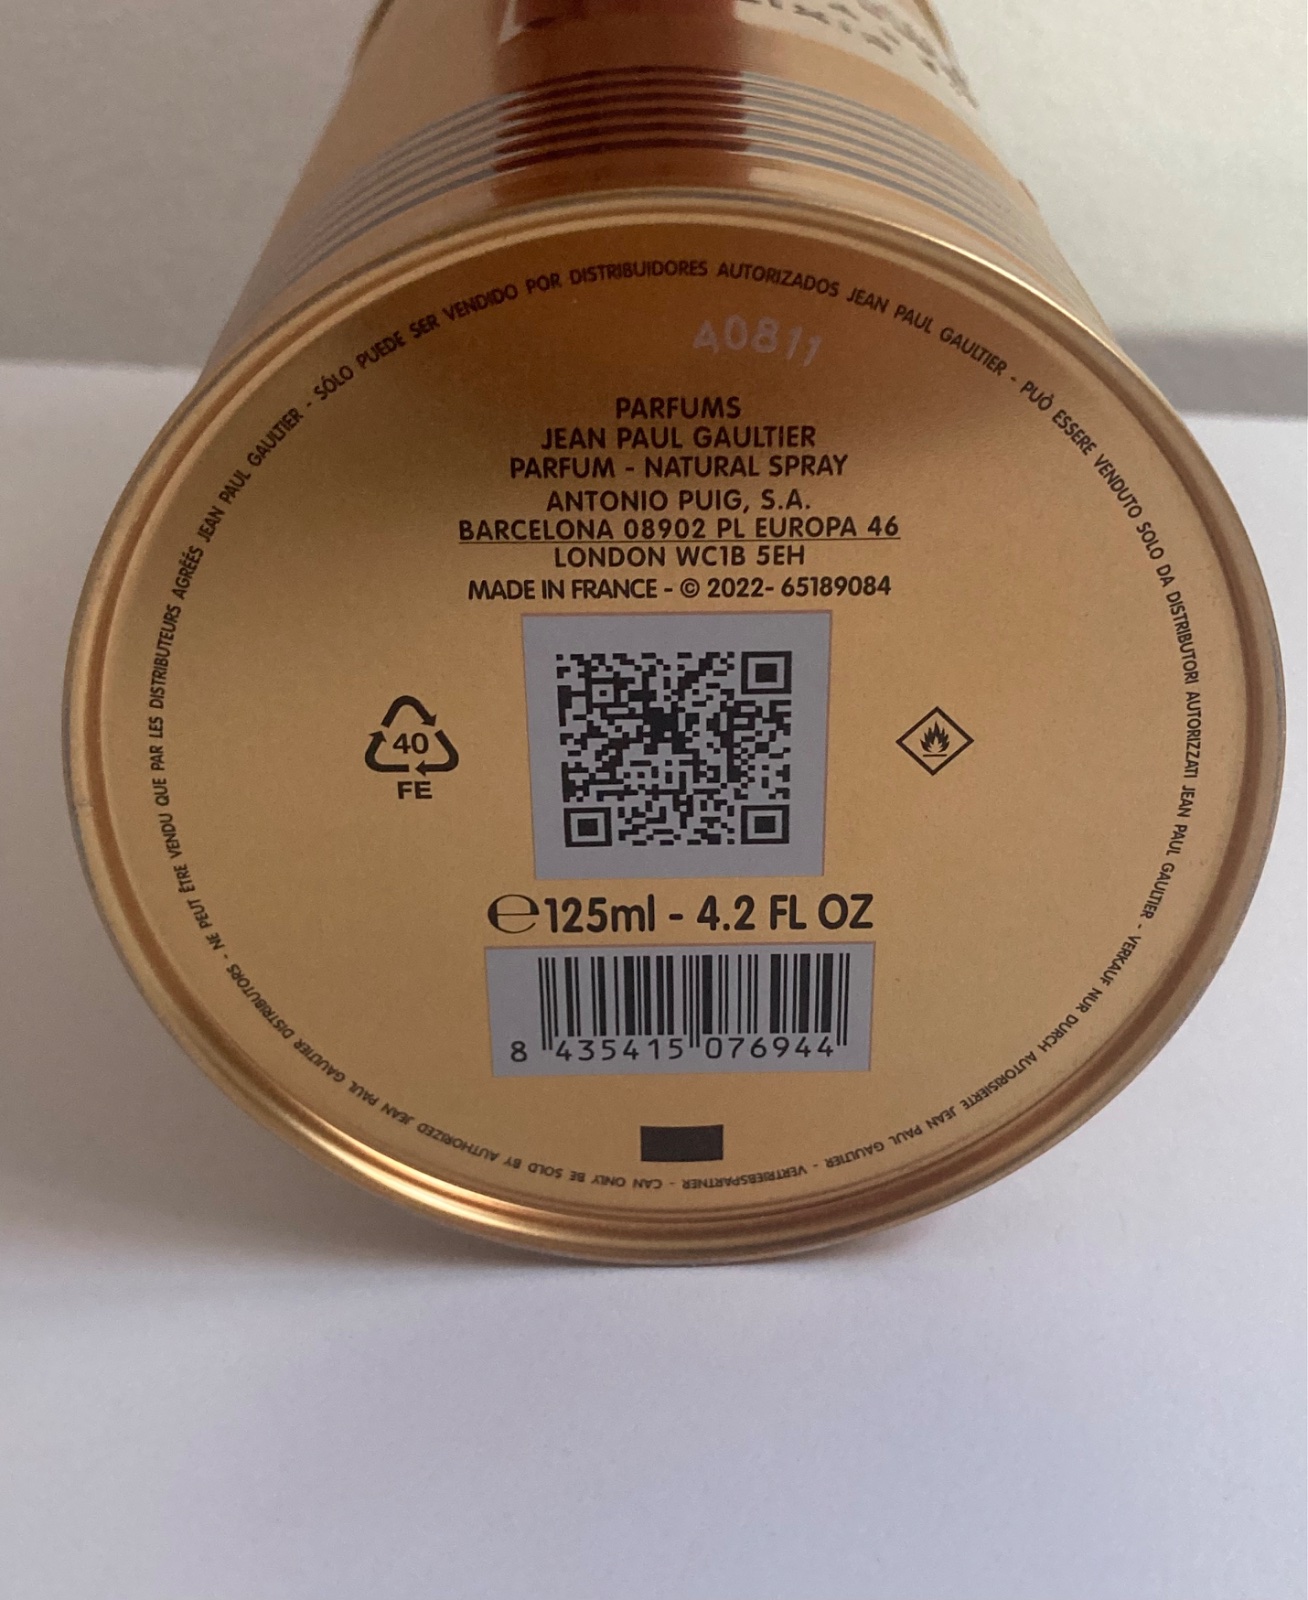 A0811
PARFUMS
JEAN PAUL GAULTIER
PARFUM - NATURAL SPRAY
ANTONIO PUIG, S.A.
BARCELONA 08902 PL EUROPA 46
LONDON WC1B 5EH
MADE IN FRANCE - © 2022- 65189084
40
FE
℮125ml - 4.2 FL OZ
8 435415 076944
SÓLO PUEDE SER VENDIDO POR DISTRIBUIDORES AUTORIZADOS JEAN PAUL GAULTIER - PUÒ ESSERE VENDUTO SOLO DA DISTRIBUTORI AUTORIZZATI JEAN PAUL GAULTIER - VERKAUF NUR DURCH AUTORISIERTE JEAN PAUL GAULTIER - VERTRIEBSPARTNER - CAN ONLY BE SOLD BY AUTHORIZED JEAN PAUL GAULTIER DISTRIBUTORS - NE PEUT ÊTRE VENDU QUE PAR LES DISTRIBUTEURS AGRÉÉS JEAN PAUL GAULTIER -